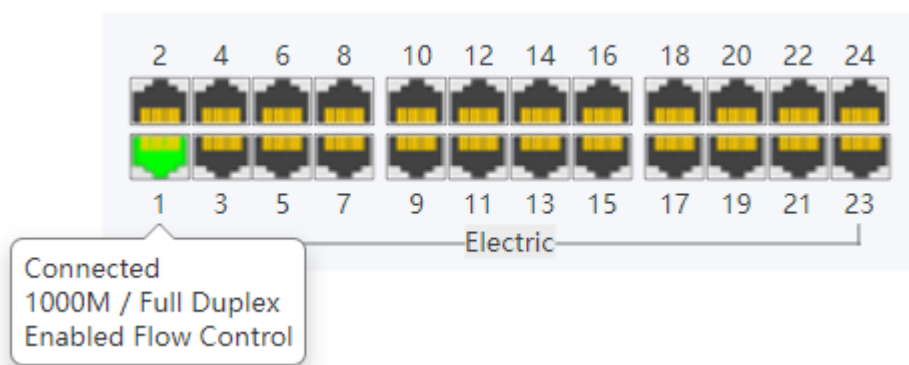 2 4 6 8 10 12 14 16 18 20 22 24
1 3 5 7 9 11 13 15 17 19 21 23
Electric
Connected
1000M / Full Duplex
Enabled Flow Control